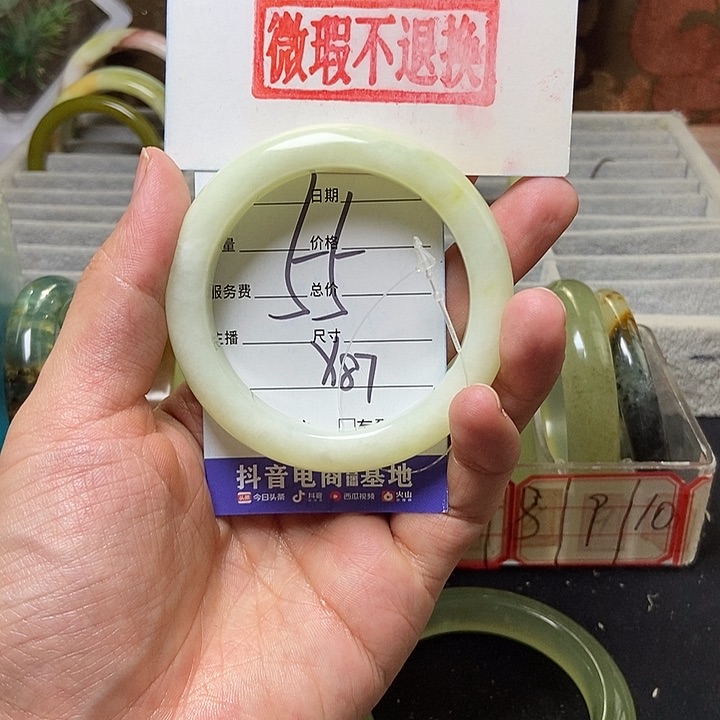 微瑕不退换
日期
量 价格
服务费 总价
主播 尺寸
55
X87
抖音电商 基地
今日头条 抖音 西瓜视频 火山
8 9 10